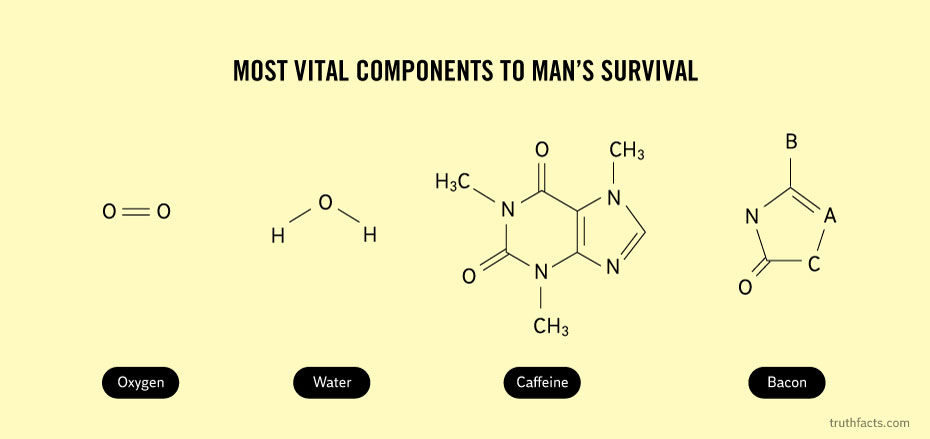 MOST VITAL COMPONENTS TO MAN'S SURVIVAL
O O
O
H H
O
CH₃
H₃C
N
N
O
N
N
CH₃
B
N
A
C
O
Oxygen
Water
Caffeine
Bacon
truthfacts.com